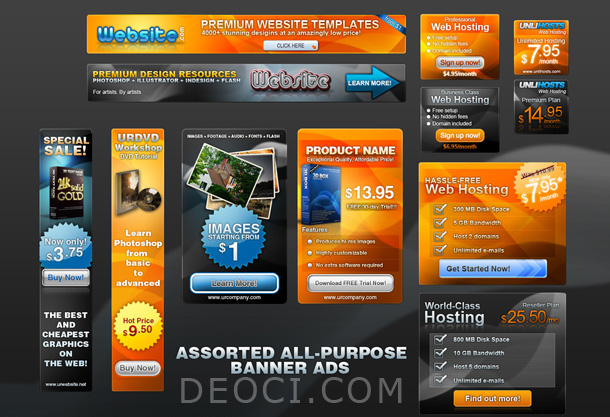 Website.com
PREMIUM WEBSITE TEMPLATES
4000+ stunning designs at an amazingly low price!
CLICK HERE
PREMIUM DESIGN RESOURCES
PHOTOSHOP + ILLUSTRATOR + INDESIGN + FLASH
For artists. By artists
Website
LEARN MORE!
Professional
Web Hosting
Free setup
No hidden fees
Domain included
Sign up now!
$4.95/month
UNLIHOSTS
Web Hosting
Unlimited Hosting
$7.95
/month
www.unlihosts.com
Business Class
Web Hosting
Free setup
No hidden fees
Domain included
Sign up now!
$6.95/month
UNLIHOSTS
Web Hosting
Premium Plan
$14.95
/month
SPECIAL
SALE!
24K
solid
GOLD
Now only!
$3.75
Buy Now!
THE BEST
AND
CHEAPEST
GRAPHICS
ON
THE WEB!
www.urwebsite.net
URDVD
Workshop
DVD Tutorial
Learn
Photoshop
from
basic
to
advanced
Hot Price
$9.50
Buy Now!
IMAGES + FOOTAGE + AUDIO + FONTS + FLASH
IMAGES
STARTING FROM
$1
Learn More!
www.urcompany.com
PRODUCT NAME
Exceptional Quality, Affordable Price!
3D BOX
$13.95
FREE 30-day Trial!!!
Features
Produces hi-res images
Highly customizable
No extra software required
Download FREE Trial Now!
www.urcompany.com
HASSLE-FREE
Web Hosting
Was $10.99
$7.95*
/month
300 MB Disk Space
5 GB Bandwidth
Host 2 domains
Unlimited e-mails
Get Started Now!
World-Class
Hosting
Reseller Plan
$25.50/mo
800 MB Disk Space
10 GB Bandwidth
Host 5 domains
Unlimited e-mails
Find out more!
ASSORTED ALL-PURPOSE
BANNER ADS
DEOCI.COM